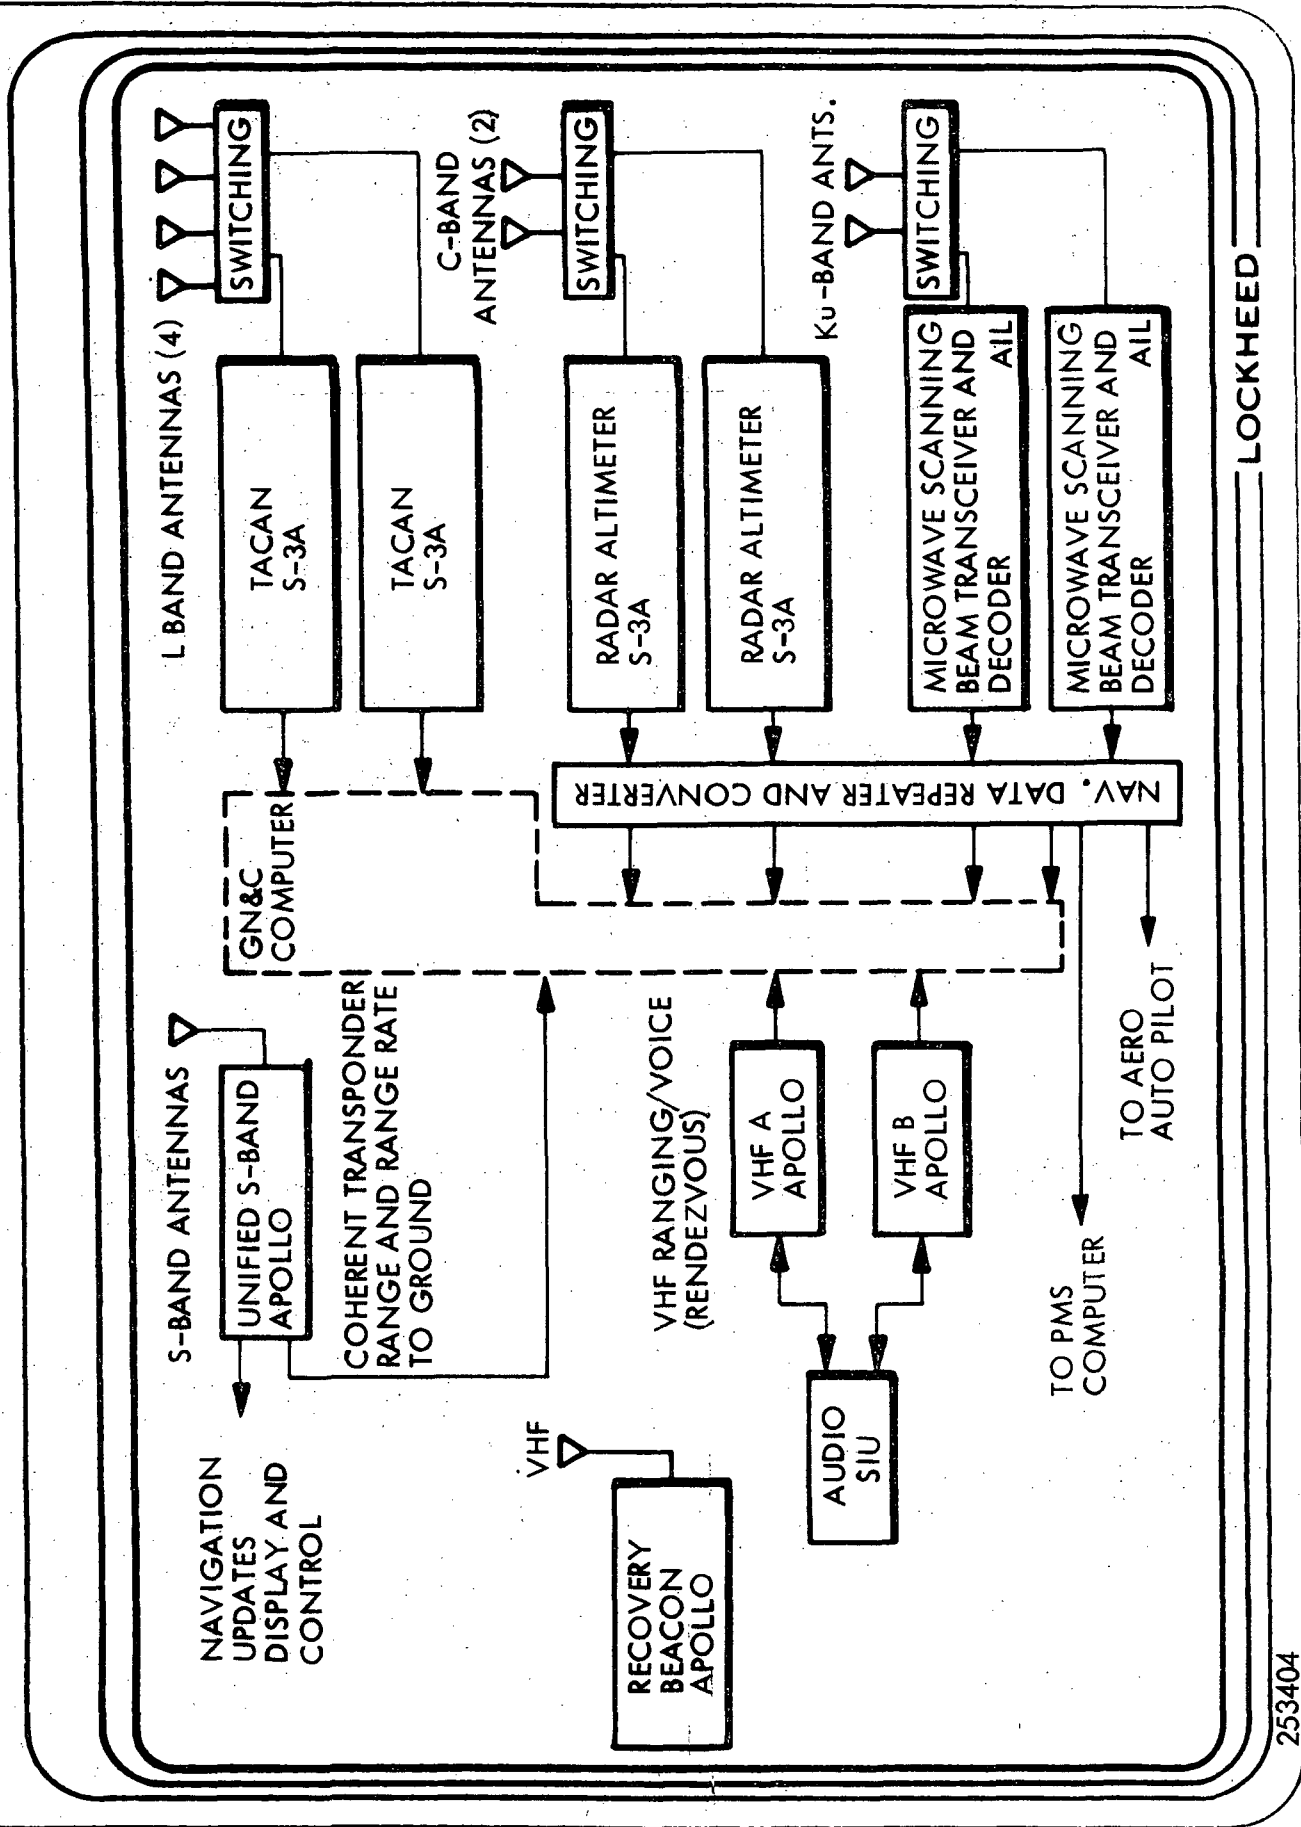 S-BAND ANTENNAS
UNIFIED S-BAND
APOLLO
NAVIGATION
UPDATES
DISPLAY AND
CONTROL
COHERENT TRANSPONDER
RANGE AND RANGE RATE
TO GROUND
GN&C
COMPUTER
L BAND ANTENNAS (4)
SWITCHING
TACAN
S-3A
TACAN
S-3A
C-BAND
ANTENNAS (2)
SWITCHING
RADAR ALTIMETER
S-3A
RADAR ALTIMETER
S-3A
Ku-BAND ANTS.
SWITCHING
MICROWAVE SCANNING
BEAM TRANSCEIVER AND
DECODER AIL
MICROWAVE SCANNING
BEAM TRANSCEIVER AND
DECODER AIL
NAV. DATA REPEATER AND CONVERTER
VHF
RECOVERY
BEACON
APOLLO
VHF RANGING/VOICE
(RENDEZVOUS)
VHF A
APOLLO
VHF B
APOLLO
AUDIO
SIU
TO PMS
COMPUTER
TO AERO
AUTO PILOT
LOCKHEED
253404